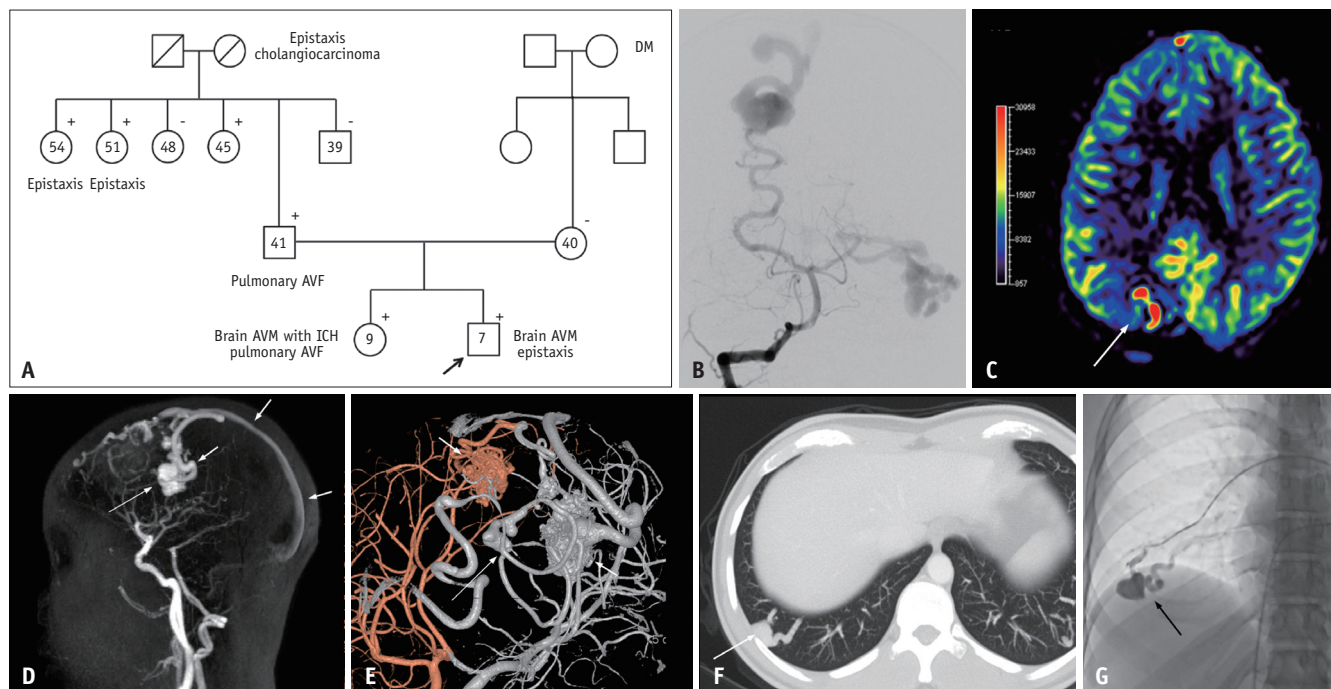 Epistaxis
cholangiocarcinoma
DM
+
+
-
+
-
54
51
48
45
39
Epistaxis
Epistaxis
+
-
41
40
Pulmonary AVF
+
+
Brain AVM with ICH
pulmonary AVF
9
7
Brain AVM
epistaxis
A
B
30958
23433
15907
8382
857
C
D
E
F
G